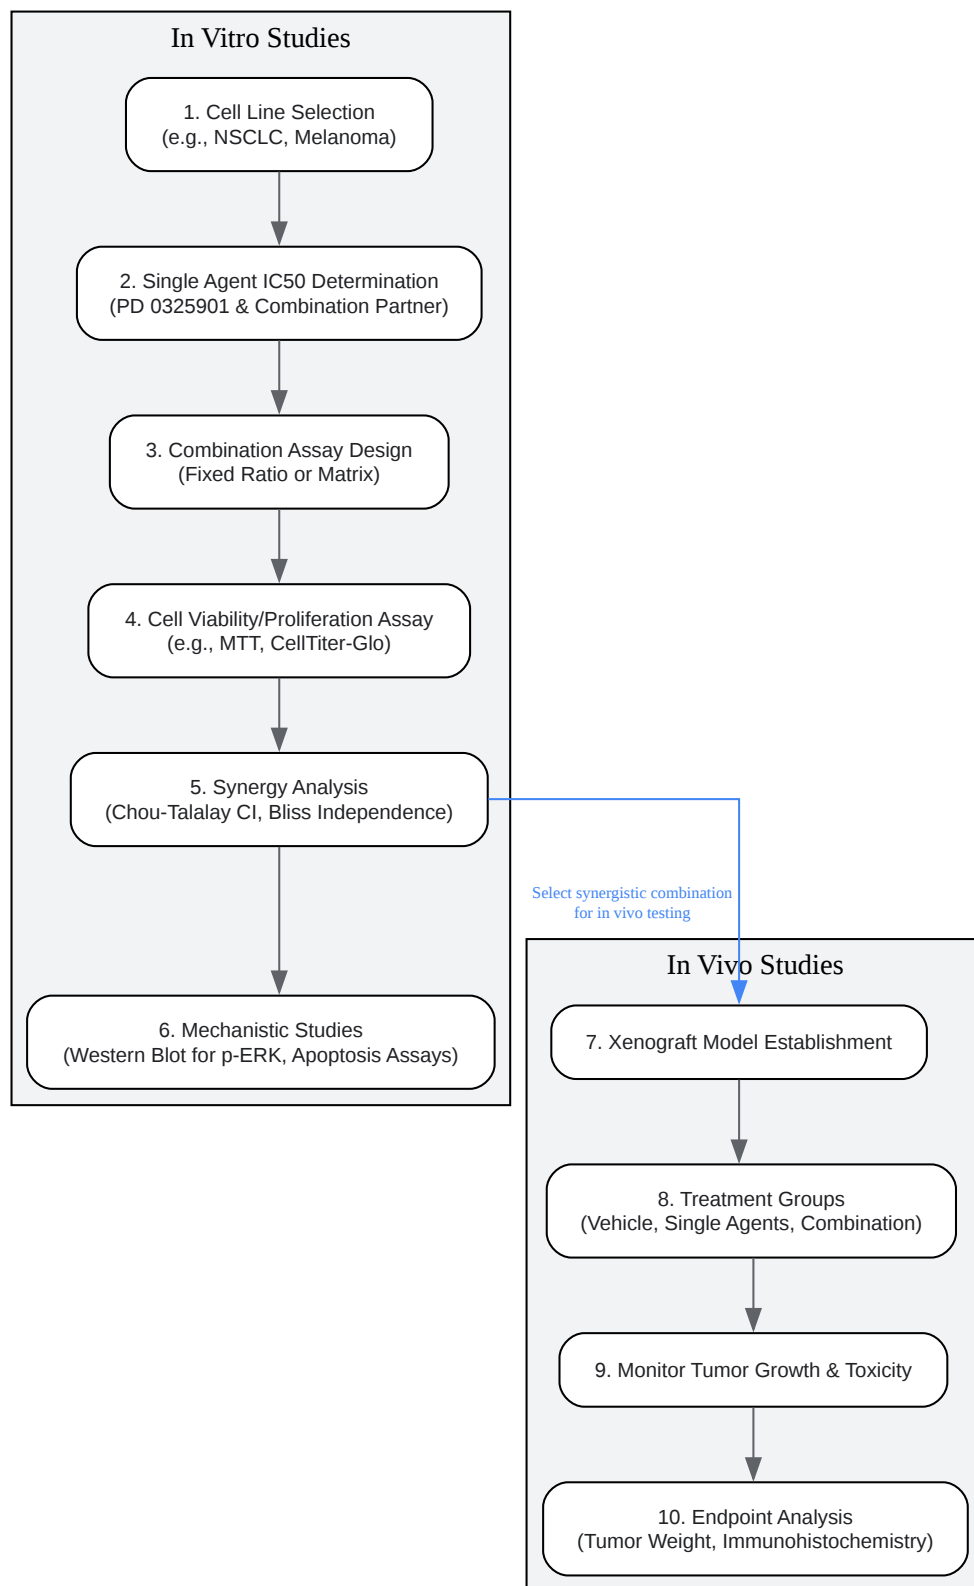 In Vitro Studies
1. Cell Line Selection
(e.g., NSCLC, Melanoma)
2. Single Agent IC50 Determination
(PD 0325901 & Combination Partner)
3. Combination Assay Design
(Fixed Ratio or Matrix)
4. Cell Viability/Proliferation Assay
(e.g., MTT, CellTiter-Glo)
5. Synergy Analysis
(Chou-Talalay CI, Bliss Independence)
6. Mechanistic Studies
(Western Blot for p-ERK, Apoptosis Assays)
Select synergistic combination
for in vivo testing
In Vivo Studies
7. Xenograft Model Establishment
8. Treatment Groups
(Vehicle, Single Agents, Combination)
9. Monitor Tumor Growth & Toxicity
10. Endpoint Analysis
(Tumor Weight, Immunohistochemistry)